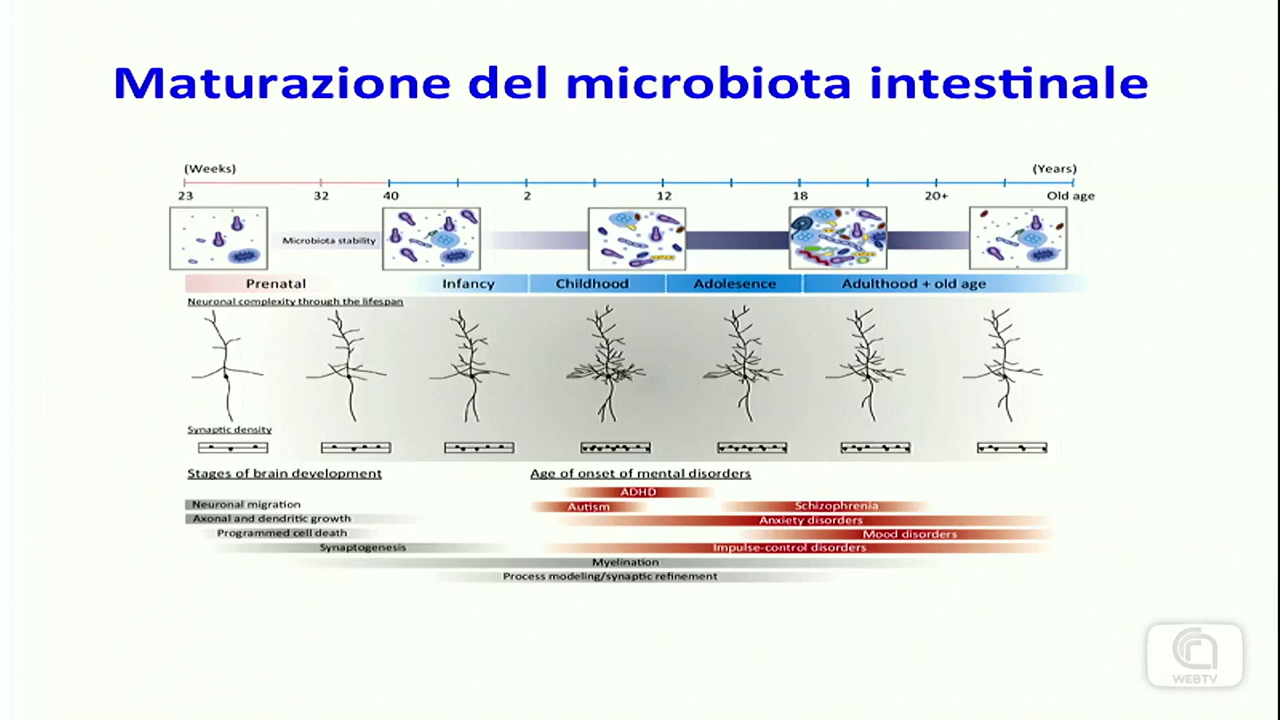 Maturazione del microbiota intestinale
(Weeks) (Years)
23 32 40 2 12 18 20+ Old age
Microbiota stability
Prenatal Infancy Childhood Adolesence Adulthood + old age
Neuronal complexity through the lifespan
Synaptic density
Stages of brain development
Age of onset of mental disorders
ADHD
Neuronal migration
Autism
Schizophrenia
Axonal and dendritic growth
Anxiety disorders
Programmed cell death
Mood disorders
Synaptogenesis
Impulse-control disorders
Myelination
Process modeling/synaptic refinement
WEBTV